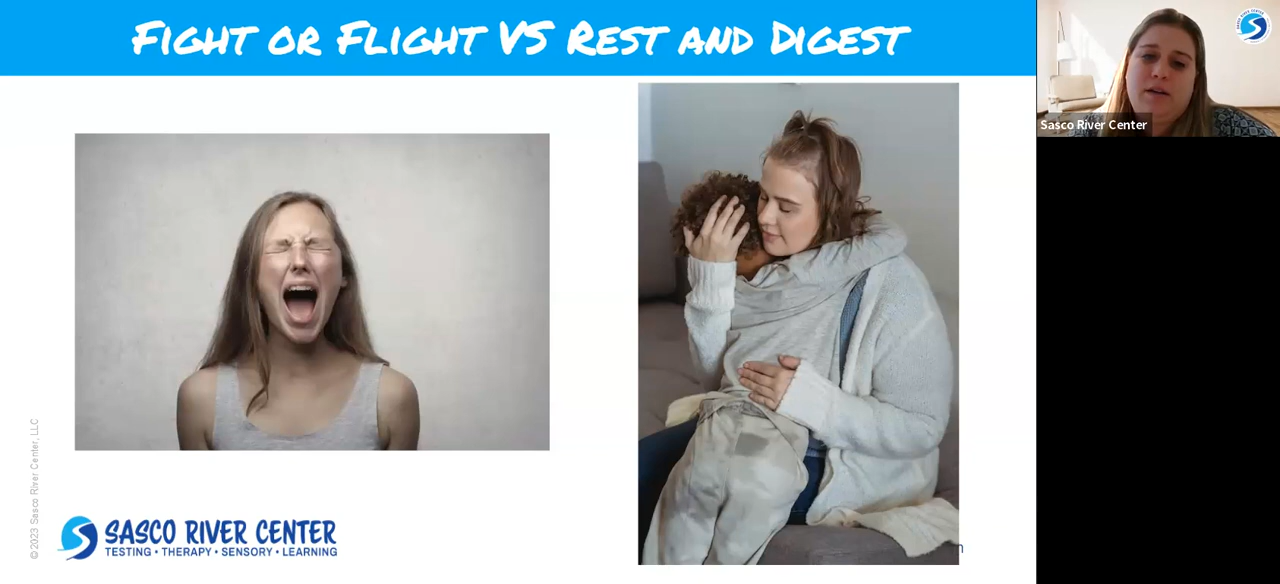 FIGHT OR FLIGHT VS REST AND DIGEST
Sasco River Center
©2023 Sasco River Center, LLC
SASCO RIVER CENTER
TESTING • THERAPY • SENSORY • LEARNING